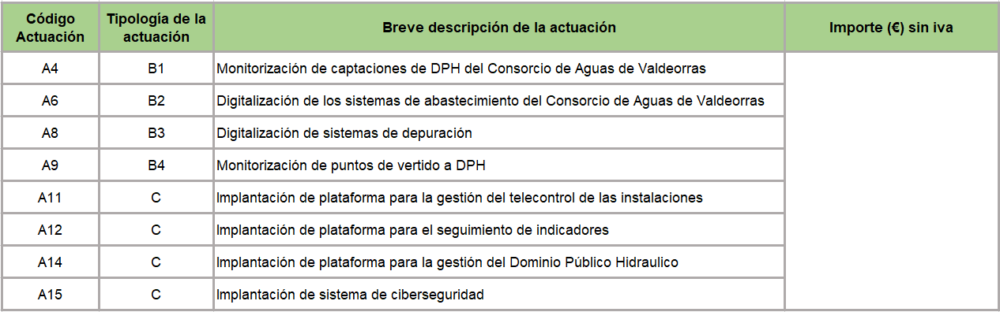 Código Actuación Tipología de la actuación Breve descripción de la actuación Importe (€) sin iva
A4 B1 Monitorización de captaciones de DPH del Consorcio de Aguas de Valdeorras
A6 B2 Digitalización de los sistemas de abastecimiento del Consorcio de Aguas de Valdeorras
A8 B3 Digitalización de sistemas de depuración
A9 B4 Monitorización de puntos de vertido a DPH
A11 C Implantación de plataforma para la gestión del telecontrol de las instalaciones
A12 C Implantación de plataforma para el seguimiento de indicadores
A14 C Implantación de plataforma para la gestión del Dominio Público Hidraulico
A15 C Implantación de sistema de ciberseguridad